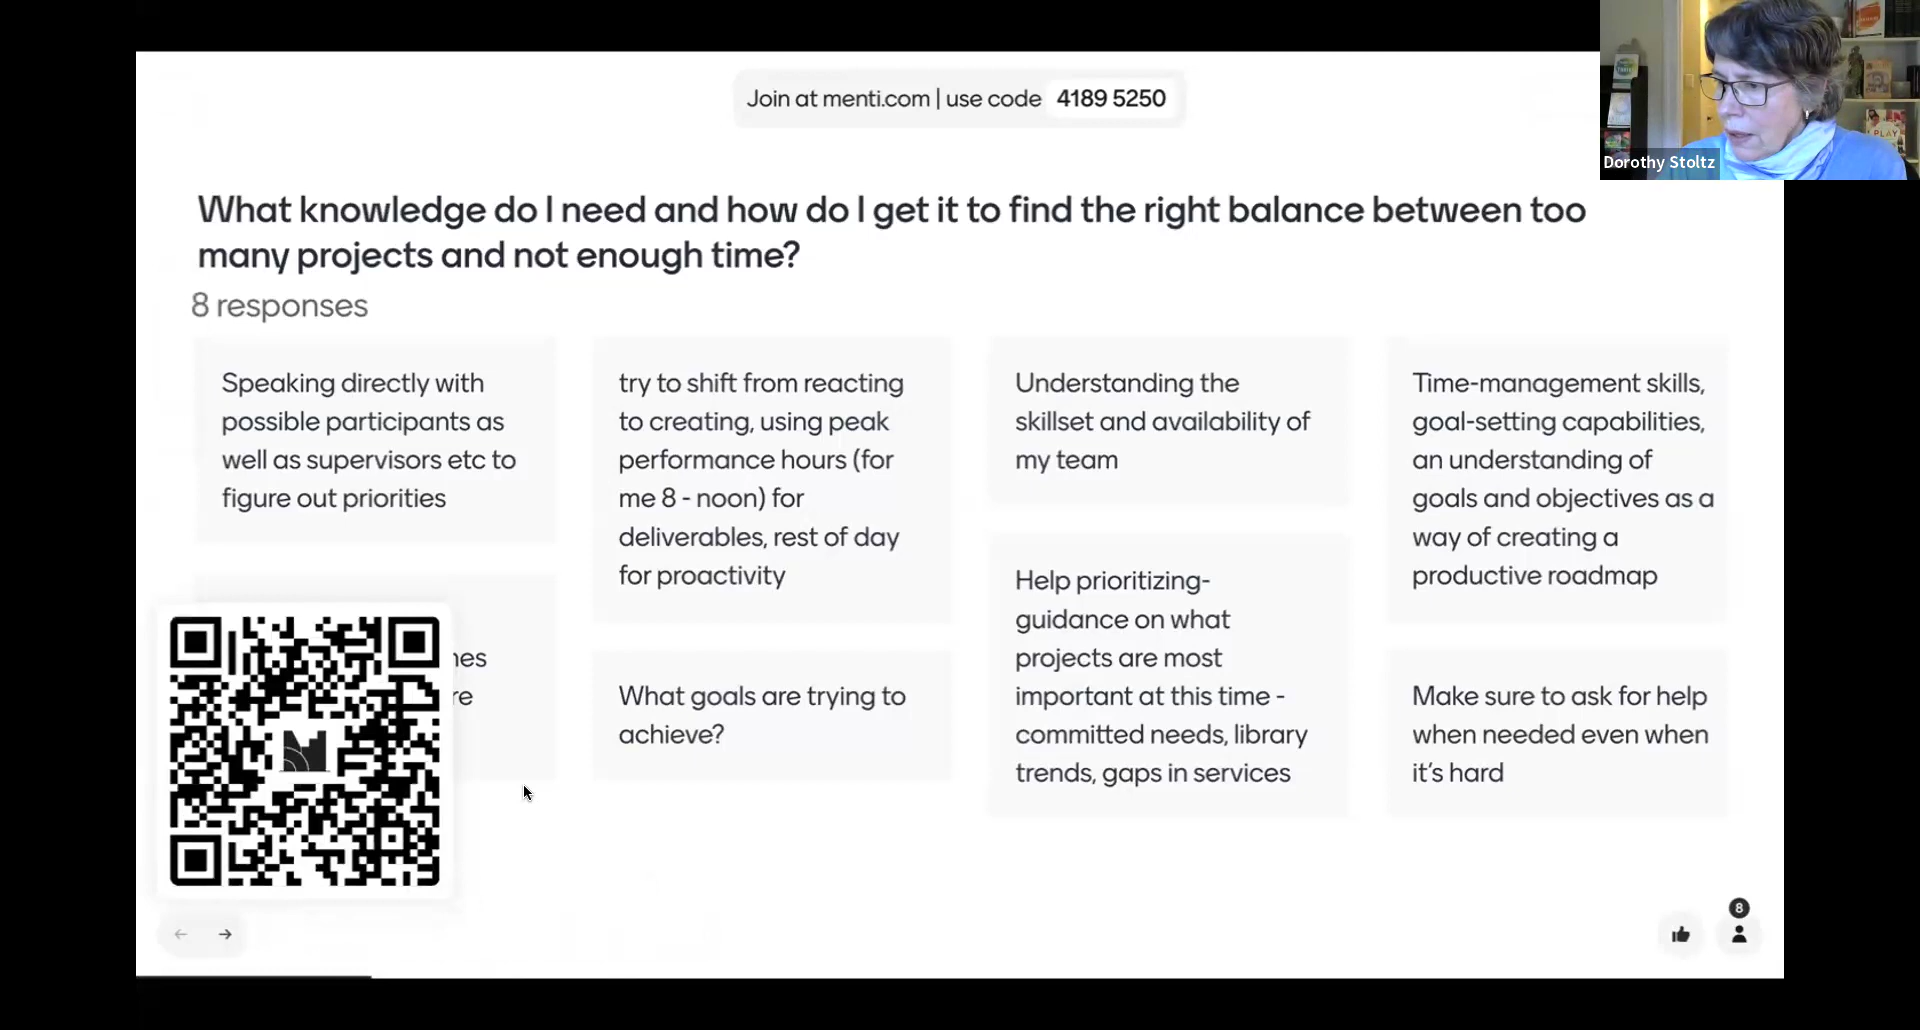 Join at menti.com | use code 4189 5250
Dorothy Stoltz
What knowledge do I need and how do I get it to find the right balance between too
many projects and not enough time?
8 responses
Speaking directly with
possible participants as
well as supervisors etc to
figure out priorities
try to shift from reacting
to creating, using peak
performance hours (for
me 8 - noon) for
deliverables, rest of day
for proactivity
What goals are trying to
achieve?
Understanding the
skillset and availability of
my team
Help prioritizing-
guidance on what
projects are most
important at this time -
committed needs, library
trends, gaps in services
Time-management skills,
goal-setting capabilities,
an understanding of
goals and objectives as a
way of creating a
productive roadmap
Make sure to ask for help
when needed even when
it's hard
8
PLAY